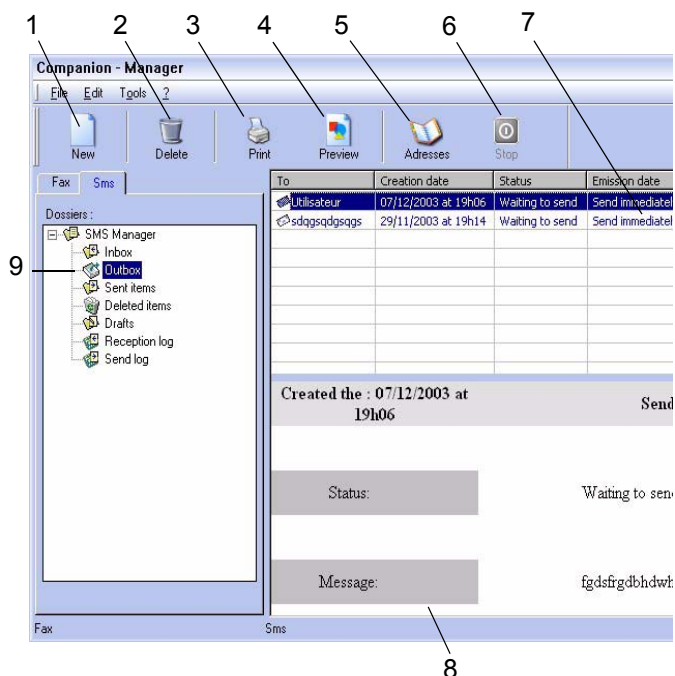 1 2 3 4 5 6 7
Companion - Manager
File Edit Tools ?
New Delete Print Preview Adresses Stop
Fax Sms
To Creation date Status Emission date
Utilisateur 07/12/2003 at 19h06 Waiting to send Send immediatel
sdqgsqdgsqgs 29/11/2003 at 19h14 Waiting to send Send immediatel
Dossiers :
SMS Manager
Inbox
9
Outbox
Sent items
Deleted items
Drafts
Reception log
Send log
Created the : 07/12/2003 at
19h06
Send
Status: Waiting to send
Message: fgdsfrgdbhdwh
Fax Sms
8